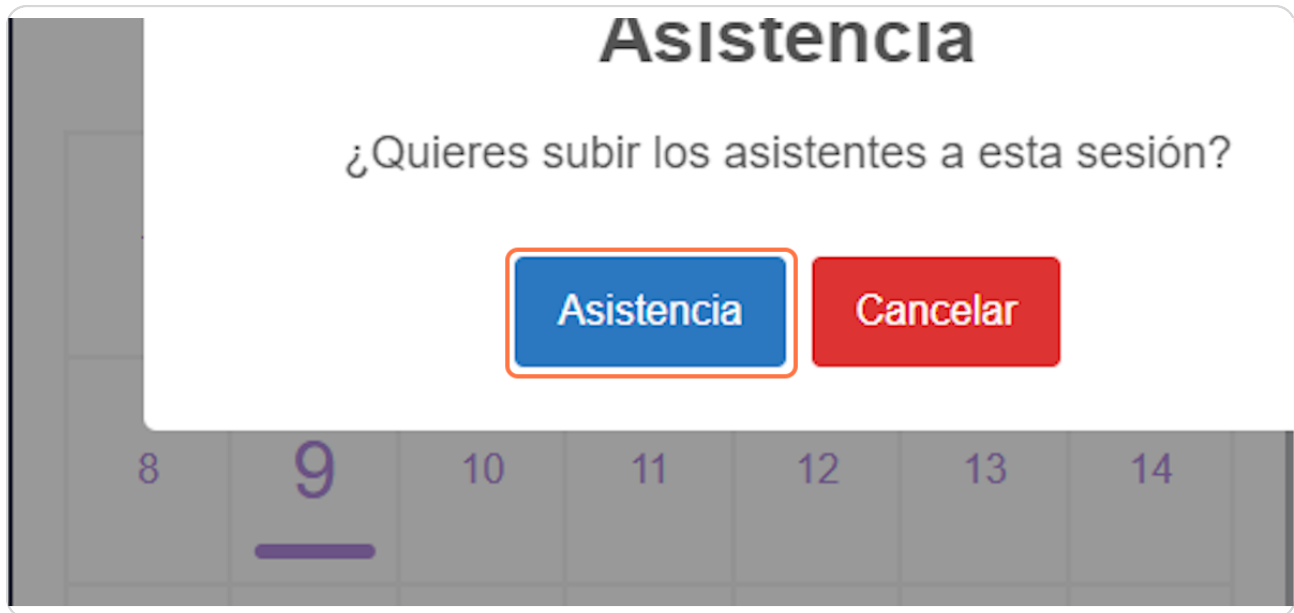 Asistencia
¿Quieres subir los asistentes a esta sesión?
Asistencia Cancelar
8 9 10 11 12 13 14